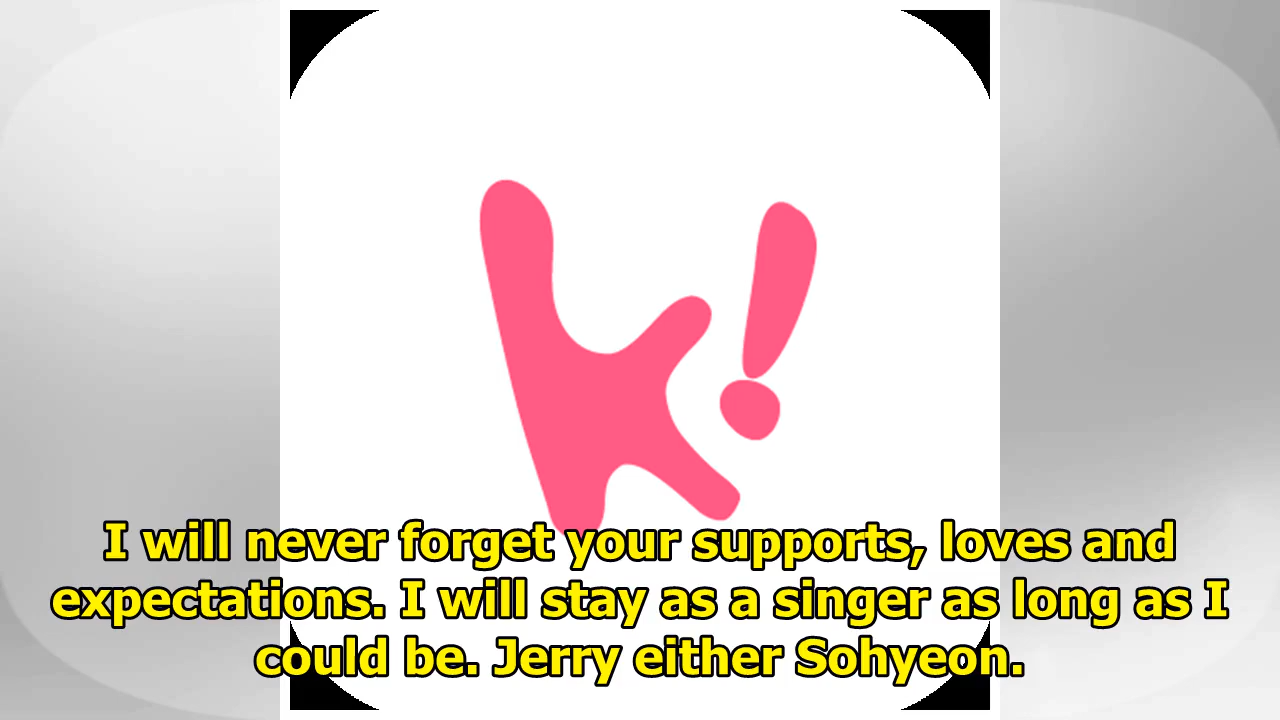 k!
I will never forget your supports, loves and
expectations. I will stay as a singer as long as I
could be. Jerry either Sohyeon.